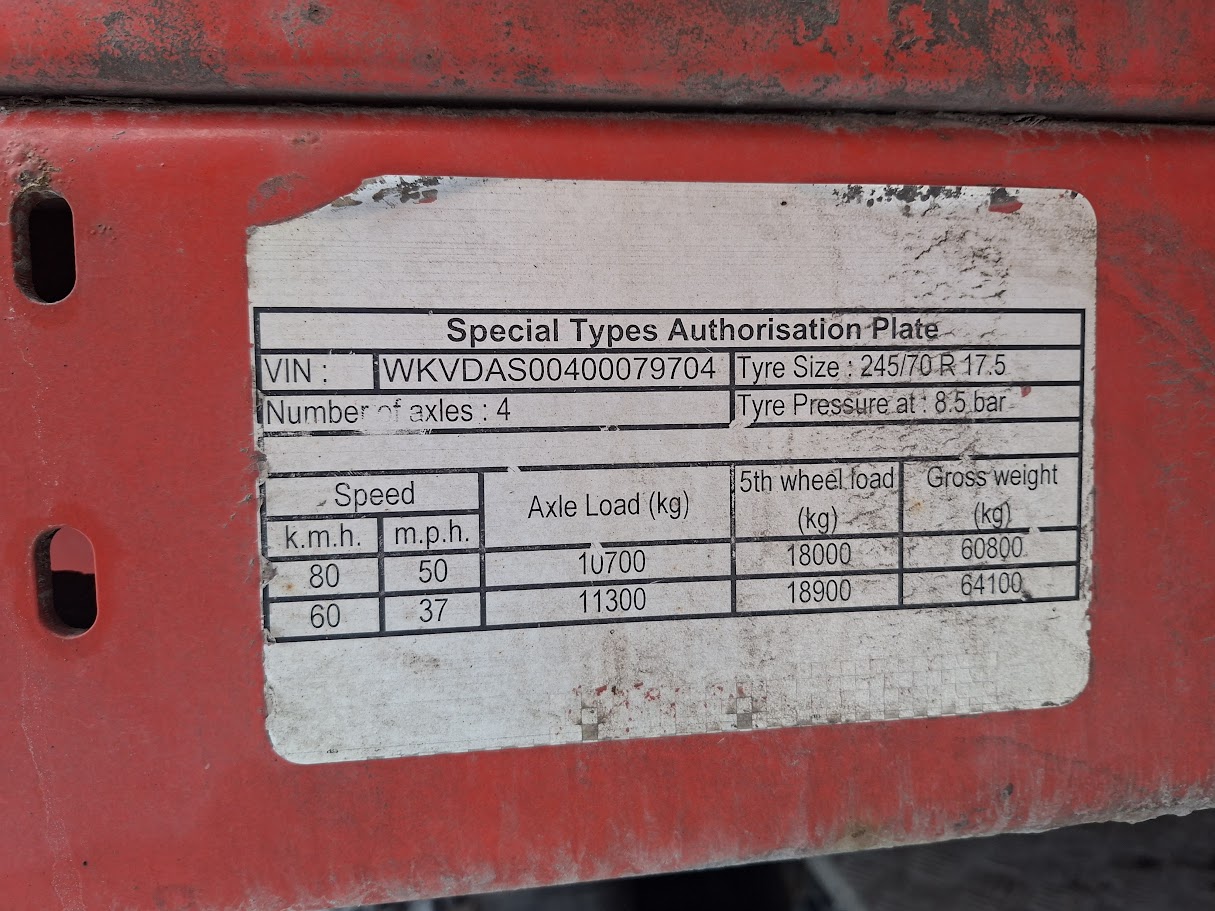 Special Types Authorisation Plate
VIN : WKVDAS00400079704 Tyre Size : 245/70 R 17.5
Number of axles : 4 Tyre Pressure at : 8.5 bar
Speed Axle Load (kg) 5th wheel load (kg) Gross weight (kg)
k.m.h. m.p.h.
80 50 10700 18000 60800
60 37 11300 18900 64100